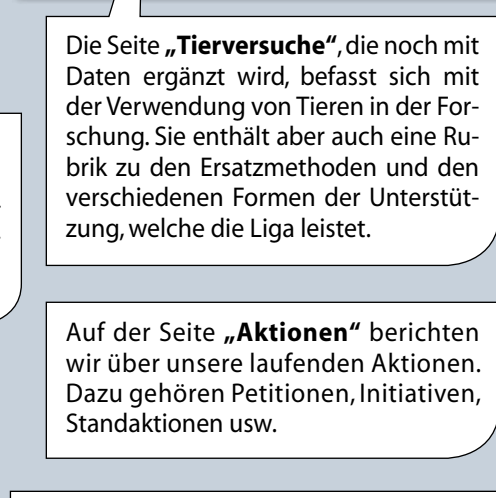 Die Seite „Tierversuche“, die noch mit
Daten ergänzt wird, befasst sich mit
der Verwendung von Tieren in der For-
schung. Sie enthält aber auch eine Ru-
brik zu den Ersatzmethoden und den
verschiedenen Formen der Unterstüt-
zung, welche die Liga leistet.
Auf der Seite „Aktionen“ berichten
wir über unsere laufenden Aktionen.
Dazu gehören Petitionen, Initiativen,
Standaktionen usw.